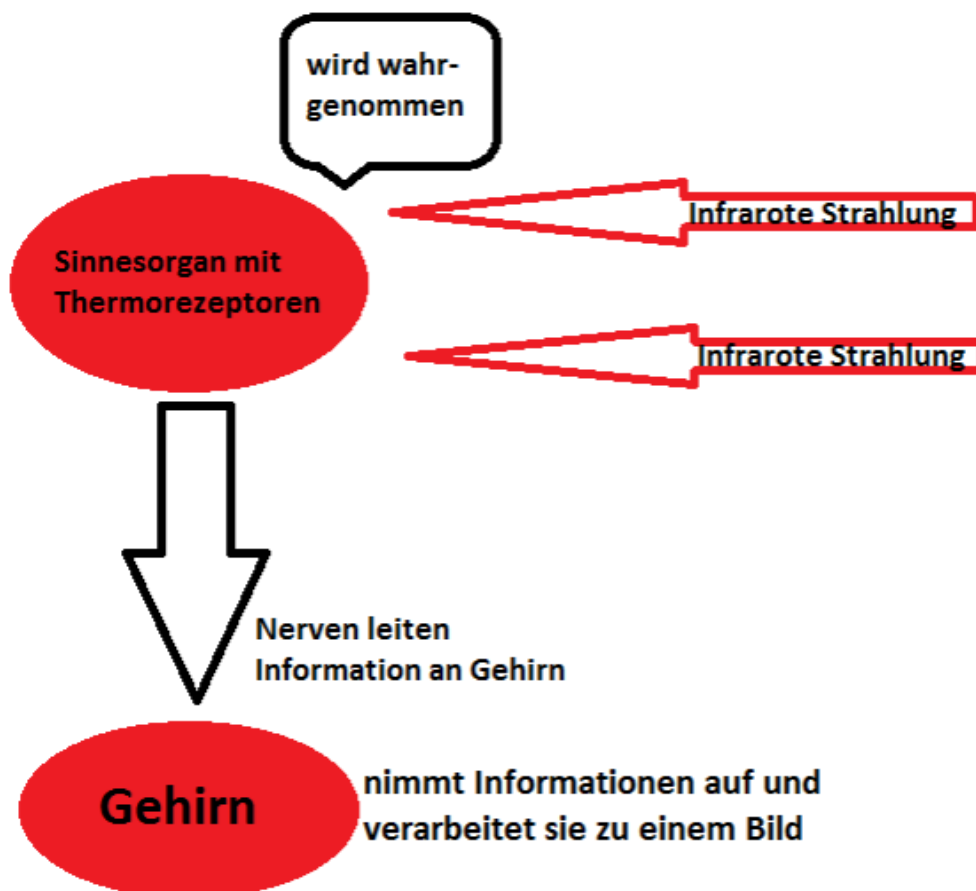 wird wahr-
genommen
Infrarote Strahlung
Sinnesorgan mit
Thermorezeptoren
Infrarote Strahlung
Nerven leiten
Information an Gehirn
Gehirn
nimmt Informationen auf und
verarbeitet sie zu einem Bild